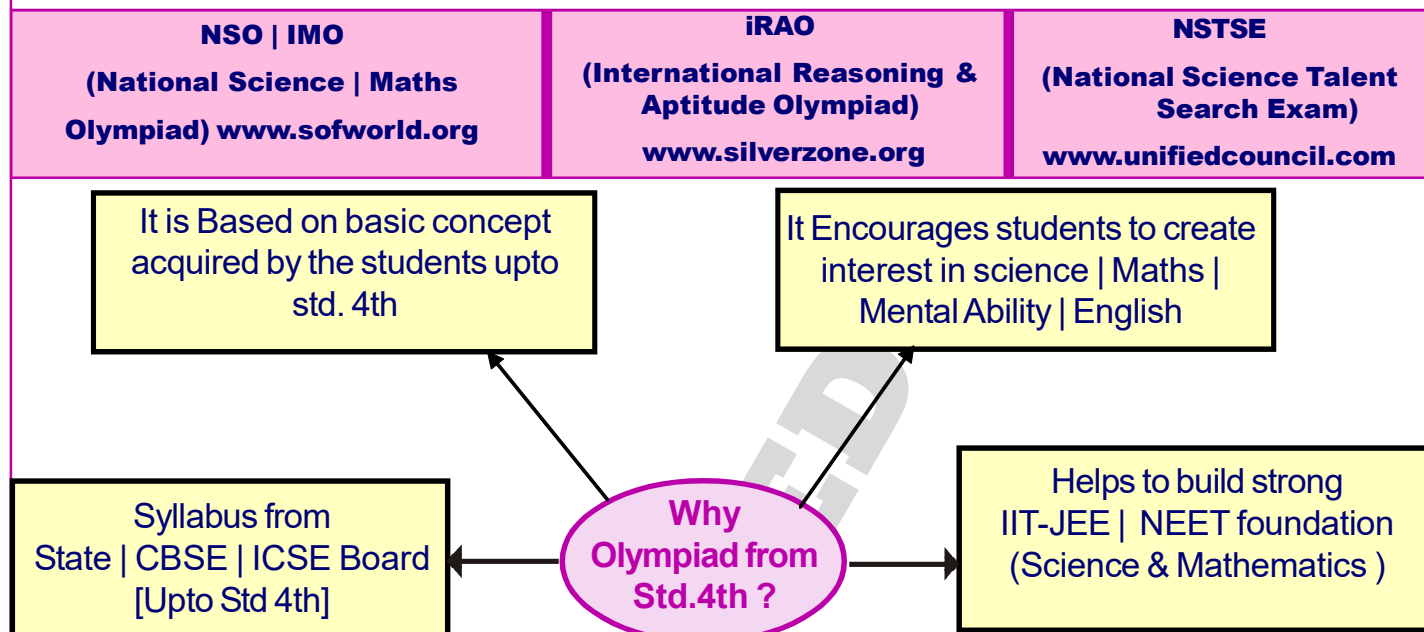 NSO | IMO
(National Science | Maths
Olympiad) www.sofworld.org
iRAO
(International Reasoning &
Aptitude Olympiad)
www.silverzone.org
NSTSE
(National Science Talent
Search Exam)
www.unifiedcouncil.com
It is Based on basic concept
acquired by the students upto
std. 4th
It Encourages students to create
interest in science | Maths |
Mental Ability | English
Syllabus from
State | CBSE | ICSE Board
[Upto Std 4th]
Why
Olympiad from
Std.4th ?
Helps to build strong
IIT-JEE | NEET foundation
(Science & Mathematics )